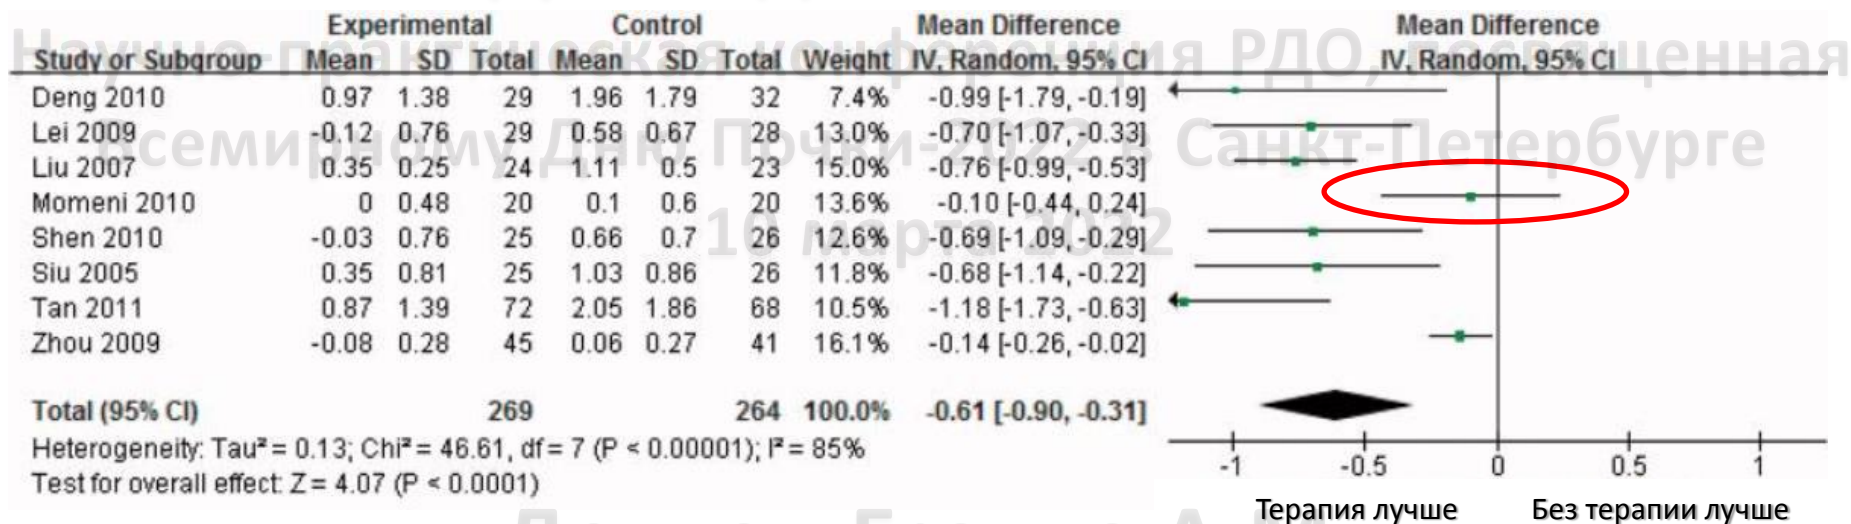 Experimental Control Mean Difference Mean Difference
Study or Subgroup Mean SD Total Mean SD Total Weight IV, Random, 95% CI IV, Random, 95% CI
Научно-практическая конференция РДО, посвященная
Deng 2010 0.97 1.38 29 1.96 1.79 32 7.4% -0.99 [-1.79, -0.19]
Lei 2009 -0.12 0.76 29 0.58 0.67 28 13.0% -0.70 [-1.07, -0.33]
Всемирному Дню Почки-2022 в Санкт-Петербурге
Liu 2007 0.35 0.25 24 1.11 0.5 23 15.0% -0.76 [-0.99, -0.53]
Momeni 2010 0 0.48 20 0.1 0.6 20 13.6% -0.10 [-0.44, 0.24]
Shen 2010 -0.03 0.76 25 0.66 0.7 26 12.6% -0.69 [-1.09, -0.29]
10 марта 2022
Siu 2005 0.35 0.81 25 1.03 0.86 26 11.8% -0.68 [-1.14, -0.22]
Tan 2011 0.87 1.39 72 2.05 1.86 68 10.5% -1.18 [-1.73, -0.63]
Zhou 2009 -0.08 0.28 45 0.06 0.27 41 16.1% -0.14 [-0.26, -0.02]
Total (95% CI) 269 264 100.0% -0.61 [-0.90, -0.31]
Heterogeneity: Tau² = 0.13; Chi² = 46.61, df = 7 (P < 0.00001); I² = 85%
Test for overall effect: Z = 4.07 (P < 0.0001)
-1 -0.5 0 0.5 1
Терапия лучше Без терапии лучше